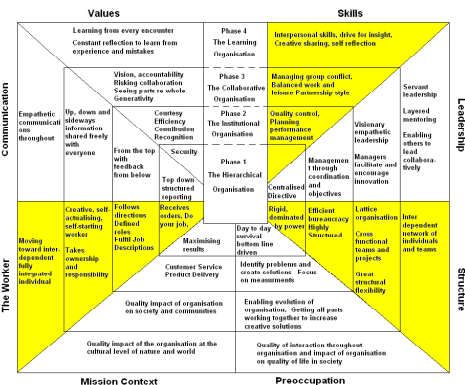 Values
Skills
Learning from every encounter
Constant reflection to learn from
experience and mistakes
Phase 4
The Learning
Organisation
Interpersonal skills, drive for insight,
Creative sharing, self reflection
Vision, accountability
Risking collaboration
Seeing parts to whole
Generativity
Phase 3
The Collaborative
Organisation
Managing group conflict,
Balanced work and
leisure Partnership style
Communication
Empathetic
communicati
ons
throughout
Up, down and
sideways
information
shared freely
with
everyone
Courtesy
Efficiency
Contribution
Recognition
Phase 2
The Institutional
Organisation
Quality control,
Planning
performance
management
Visionary
empathetic
leadership
Managers
facilitate and
encourage
innovation
Servant
leadership
Layered
mentoring
Enabling
others to
lead
collabora-
tively
Leadership
From the top
with
feedback
from below
Security
Top down
structured
reporting
Phase 1
The Hierarchical
Organisation
Centralised
Directive
Managemen
t through
coordination
and
objectives
The Worker
Moving
toward inter-
dependent
fully
integrated
individual
Creative, self-
actualising,
self-starting
worker
Takes
ownership
and
responsibility
Follows
directions
Defined
roles
Fulfil Job
Descriptions
Receives
orders. Do
your job,
Rigid,
dominated
by power
Efficient
bureaucracy
Highly
Structured
Lattice
organisation
Cross
functional
teams and
projects
Great
structural
flexibility
Inter
dependent
network of
individuals
and teams
Structure
Maximising
results
Day to day
survival
bottom line
driven
Customer Service
Product Delivery
Identify problems and
create solutions Focus
on measurments
Quality impact of organisation
on society and communities
Enabling evolution of
organisation. Getting all parts
working together to increase
creative solutions
Quality impact of the organisation at the
cultural level of nature and world
Quality of interaction throughout
organisation and impact of organisation
on quality of life in society
Mission Context
Preoccupation